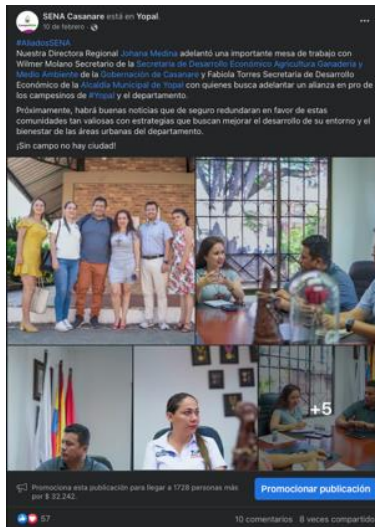 SENA Casanare está en Yopal.
10 de febrero ·
#AliadosSENA
Nuestra Directora Regional Johana Medina adelantó una importante mesa de trabajo con
Wilmer Molano Secretario de la Secretaria de Desarrollo Económico Agricultura Ganadería y
Medio Ambiente de la Gobernación de Casanare y Fabiola Torres Secretaria de Desarrollo
Económico de la Alcaldía Municipal de Yopal con quienes busca adelantar un alianza en pro de
los campesinos de #Yopal y el departamento.
Próximamente, habrá buenas noticias que de seguro redundaran en favor de estas
comunidades tan valiosas con estrategias que buscan mejorar el desarrollo de su entorno y el
bienestar de las áreas urbanas del departamento.
¡Sin campo no hay ciudad!
+5
Promociona esta publicación para llegar a 1728 personas más
por $ 32.242.
Promocionar publicación
57
10 comentarios 8 veces compartido